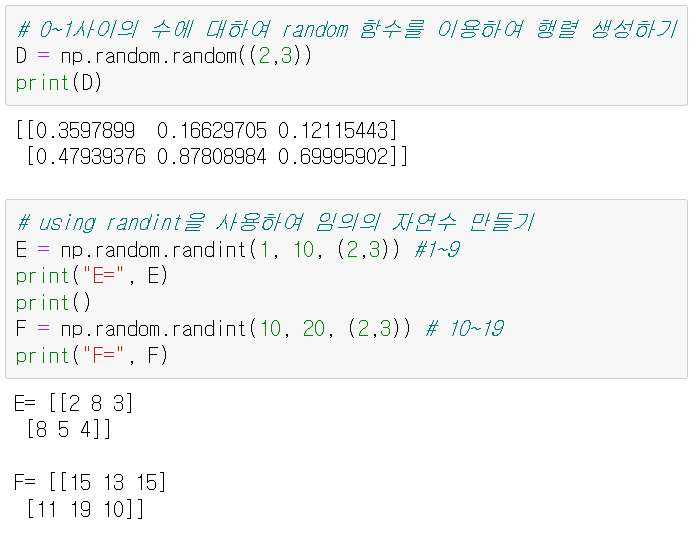 # 0~1사이의 수에 대하여 random 함수를 이용하여 행렬 생성하기
D = np.random.random((2,3))
print(D)
[[0.3597899  0.16629705 0.12115443]
 [0.47939376 0.87808984 0.69995902]]
# using randint을 사용하여 임의의 자연수 만들기
E = np.random.randint(1, 10, (2,3)) #1~9
print("E=", E)
print()
F = np.random.randint(10, 20, (2,3)) # 10~19
print("F=", F)
E= [[2 8 3]
 [8 5 4]]
F= [[15 13 15]
 [11 19 10]]